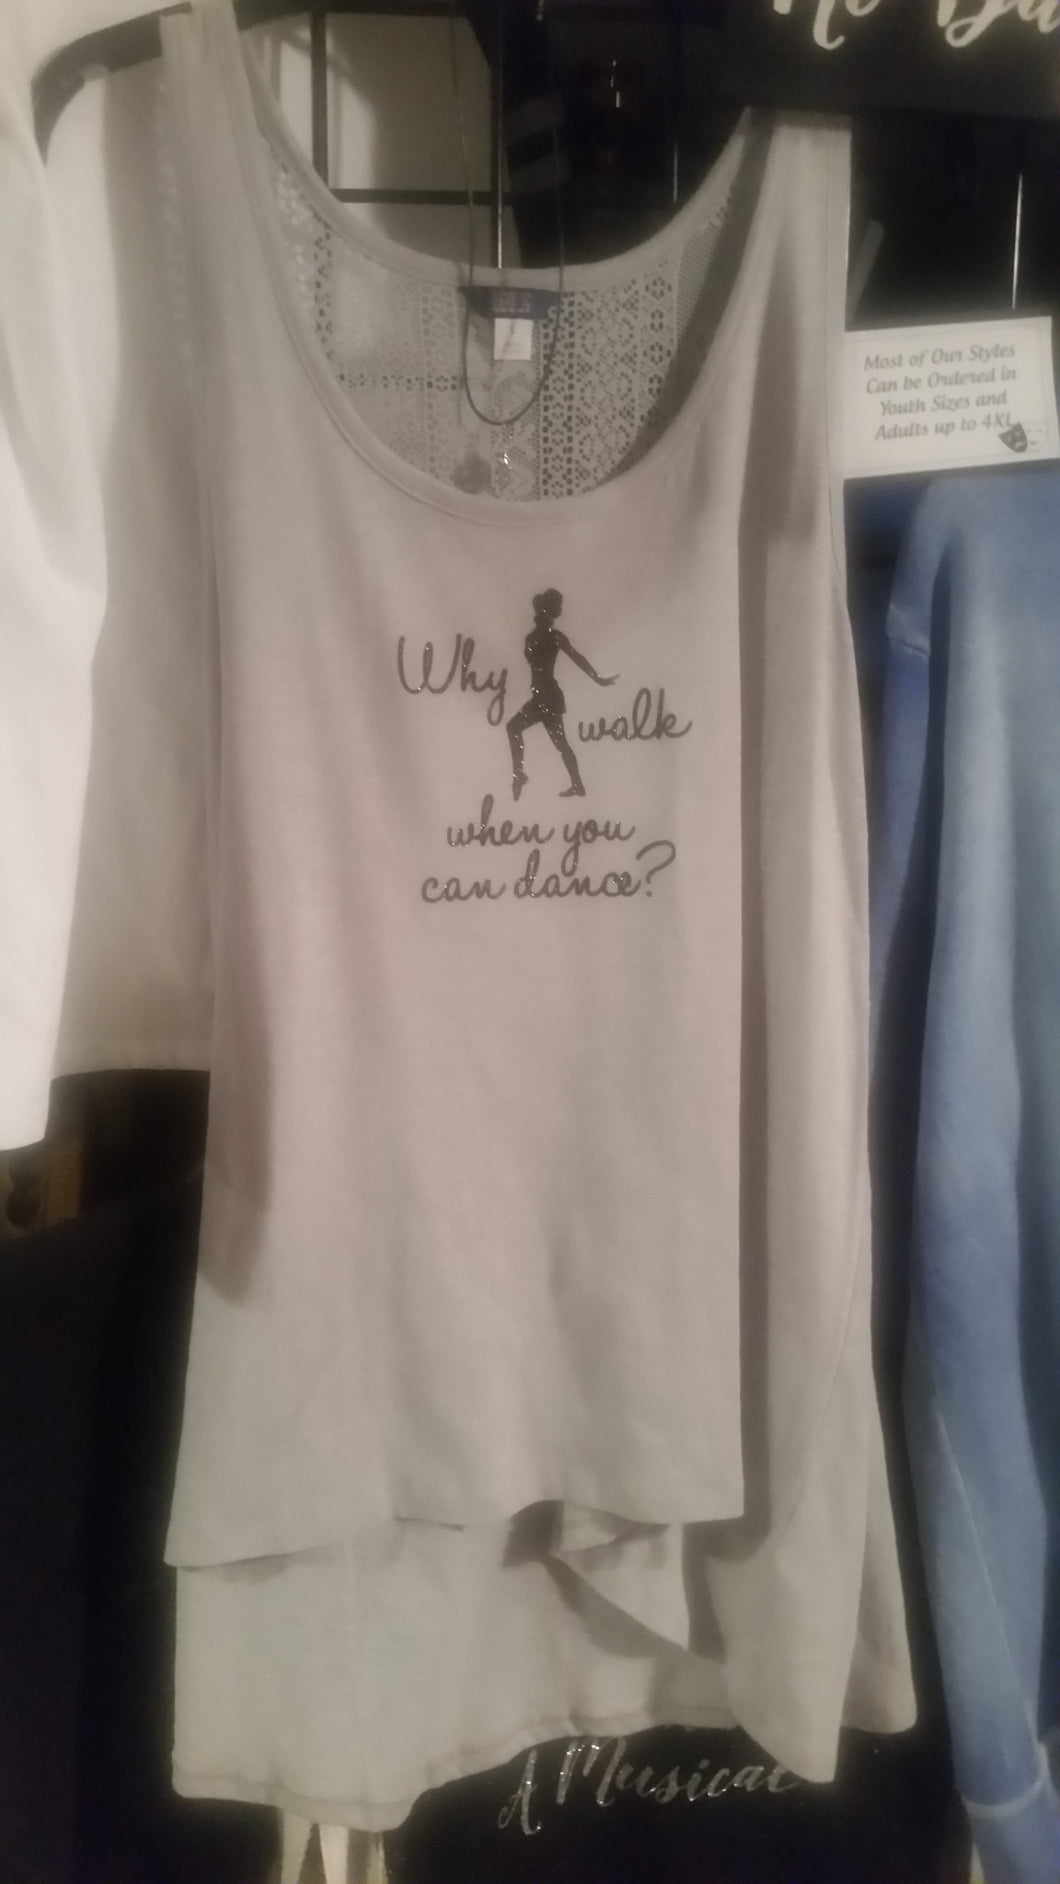 Most of Our Styles
Can be Ordered in
Youth Sizes and
Adults up to 4XL
Why
walk
when you
can dance?
A Musical